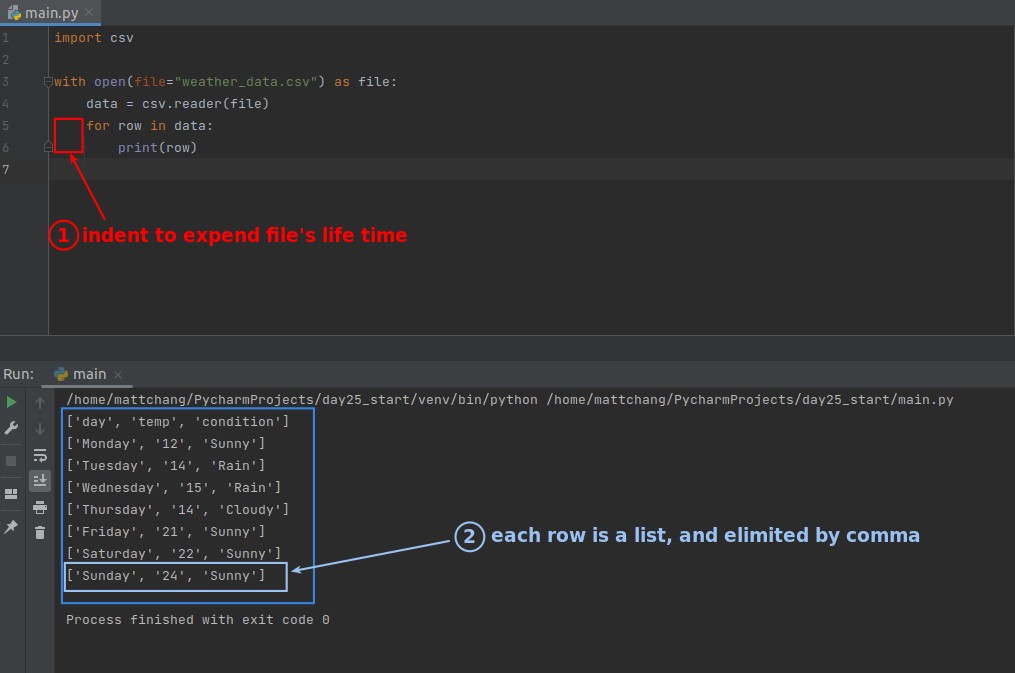 main.py
1 import csv
2
3 with open(file="weather_data.csv") as file:
4 data = csv.reader(file)
5 for row in data:
6 print(row)
7
1 indent to expend file's life time
Run: main
/home/mattchang/PycharmProjects/day25_start/venv/bin/python /home/mattchang/PycharmProjects/day25_start/main.py
['day', 'temp', 'condition']
['Monday', '12', 'Sunny']
['Tuesday', '14', 'Rain']
['Wednesday', '15', 'Rain']
['Thursday', '14', 'Cloudy']
['Friday', '21', 'Sunny']
2 each row is a list, and elimited by comma
['Saturday', '22', 'Sunny']
['Sunday', '24', 'Sunny']
Process finished with exit code 0